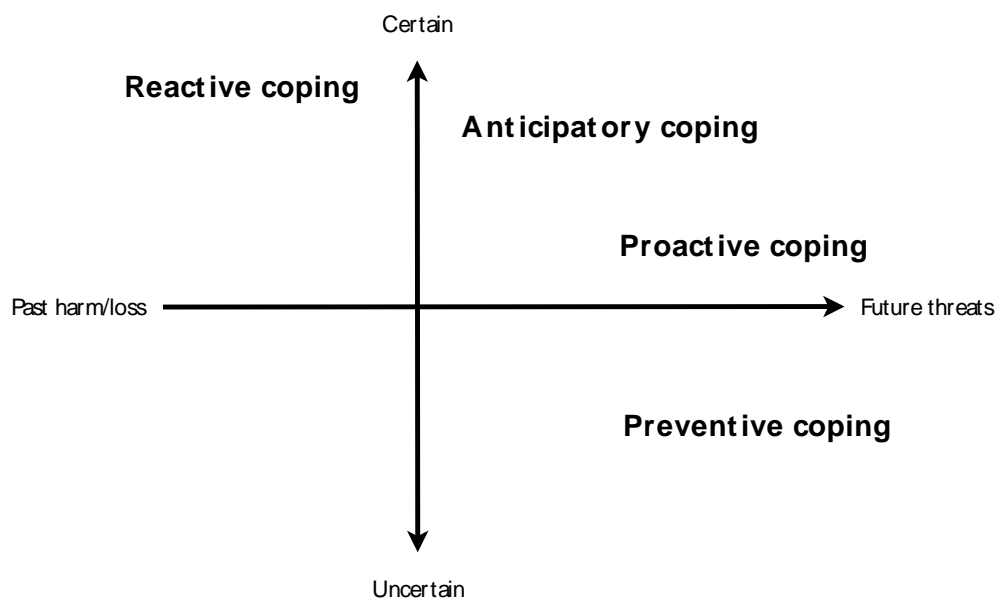 Certain
Reactive coping
Anticipatory coping
Proactive coping
Past harm/loss
Future threats
Preventive coping
Uncertain